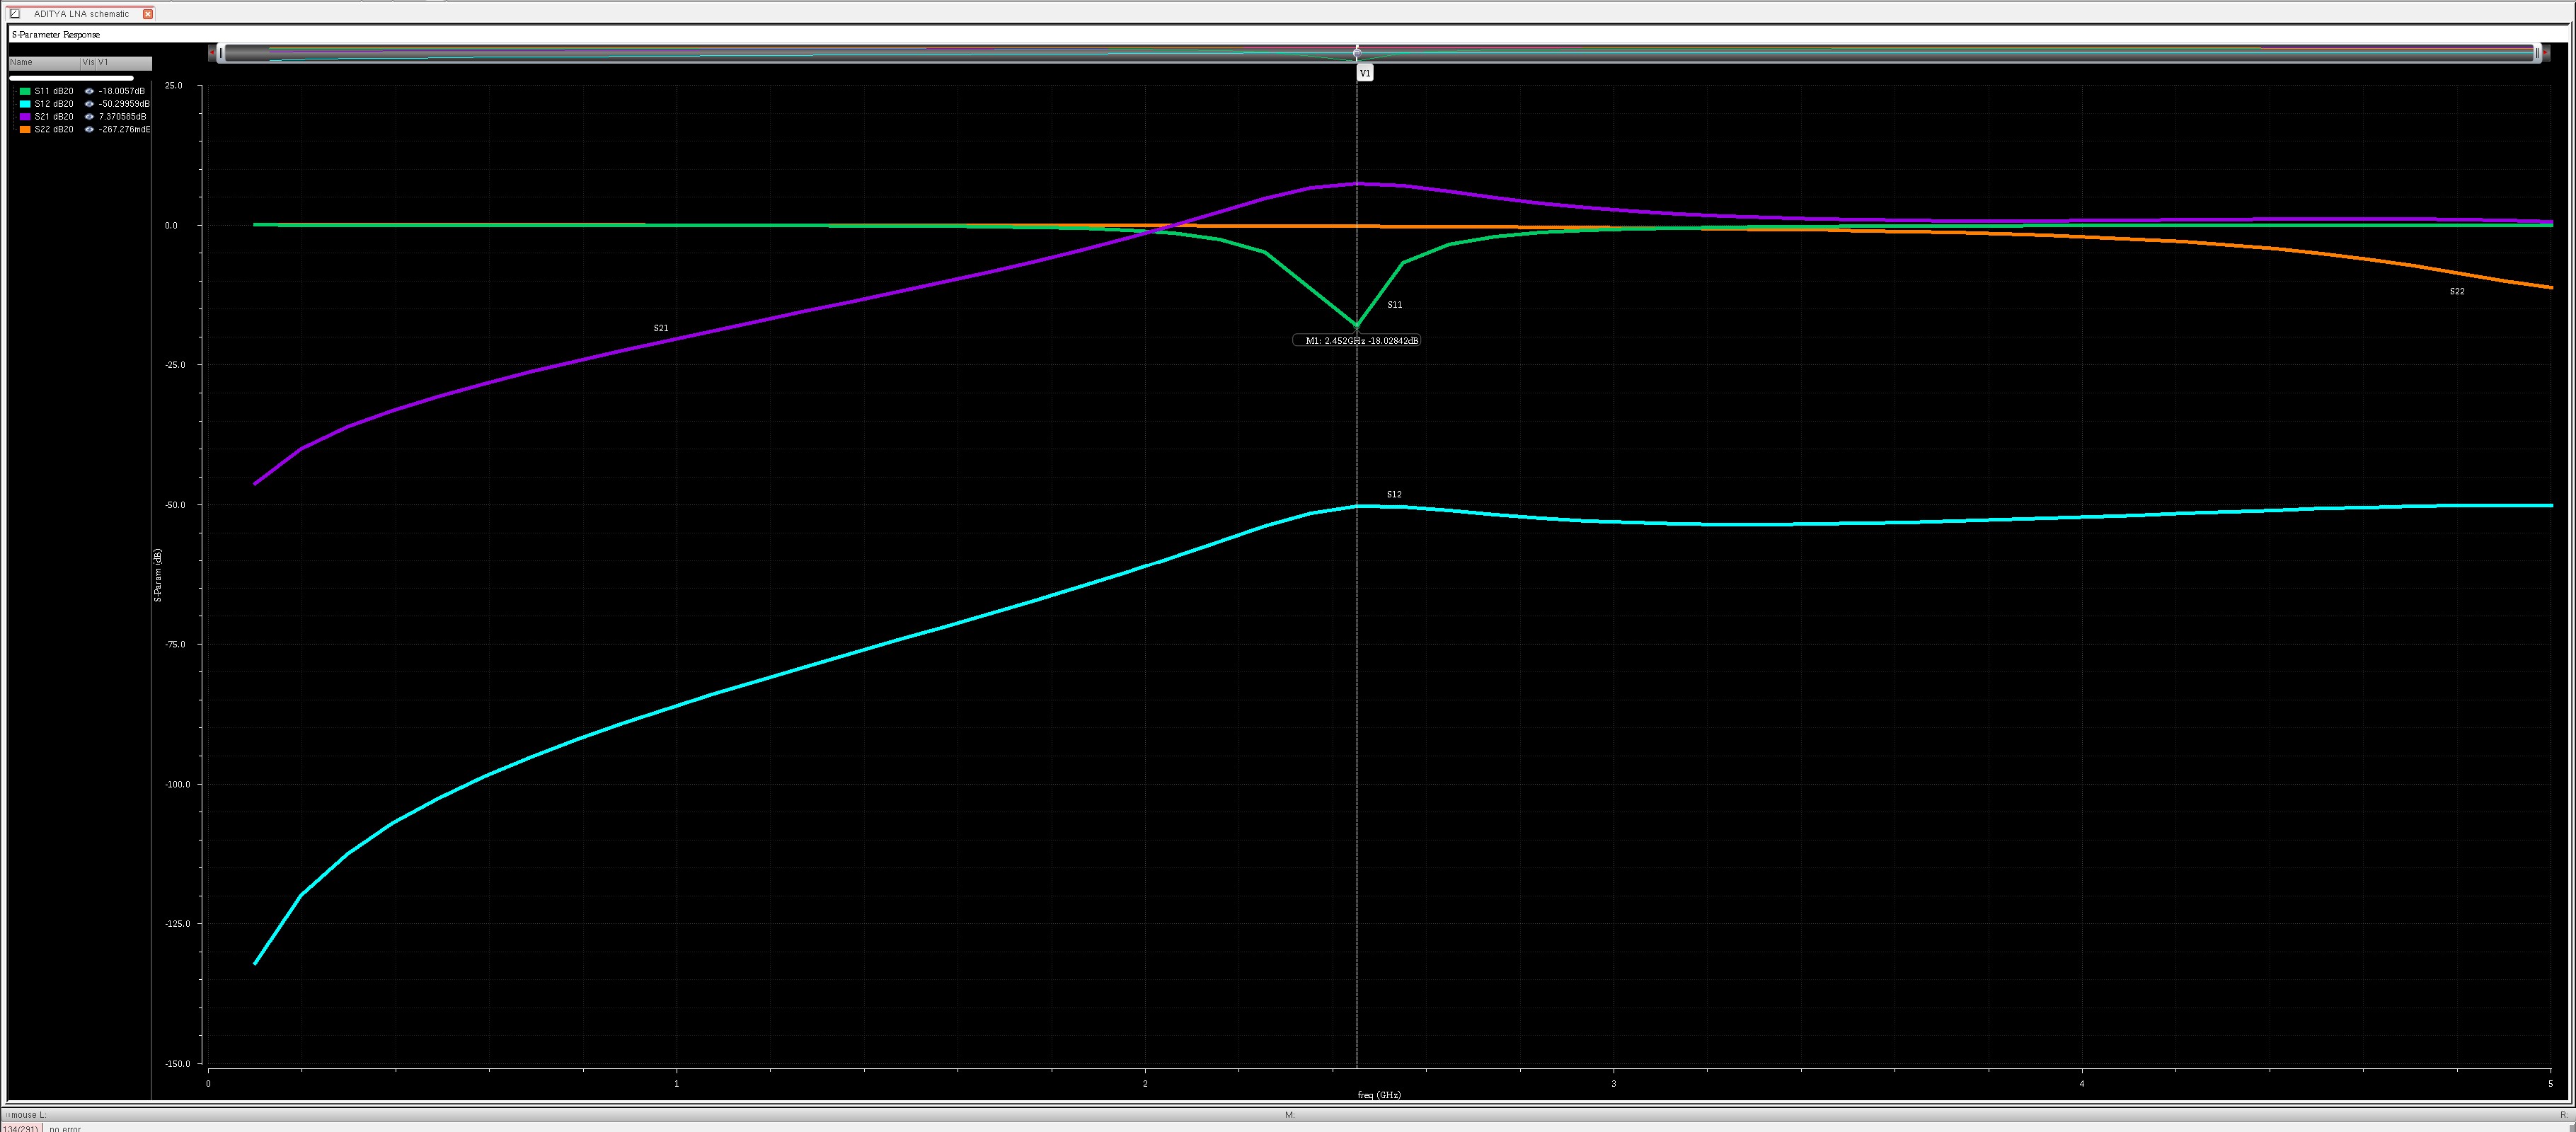 ADITYA LNA schematic
S-Parameter Response
Name Vis V1
V1
S11 dB20 -18.0057dB
S12 dB20 -50.29959dB
S21 dB20 7.370585dB
S22 dB20 -267.276mdB
25.0
0.0
-25.0
-50.0
-75.0
-100.0
-125.0
-150.0
S-Param (dB)
S21
S11
S22
M1: 2.452GHz -18.02842dB
S12
0 1 2 3 4 5
freq (GHz)
mouse L: M: R:
134(291) no error